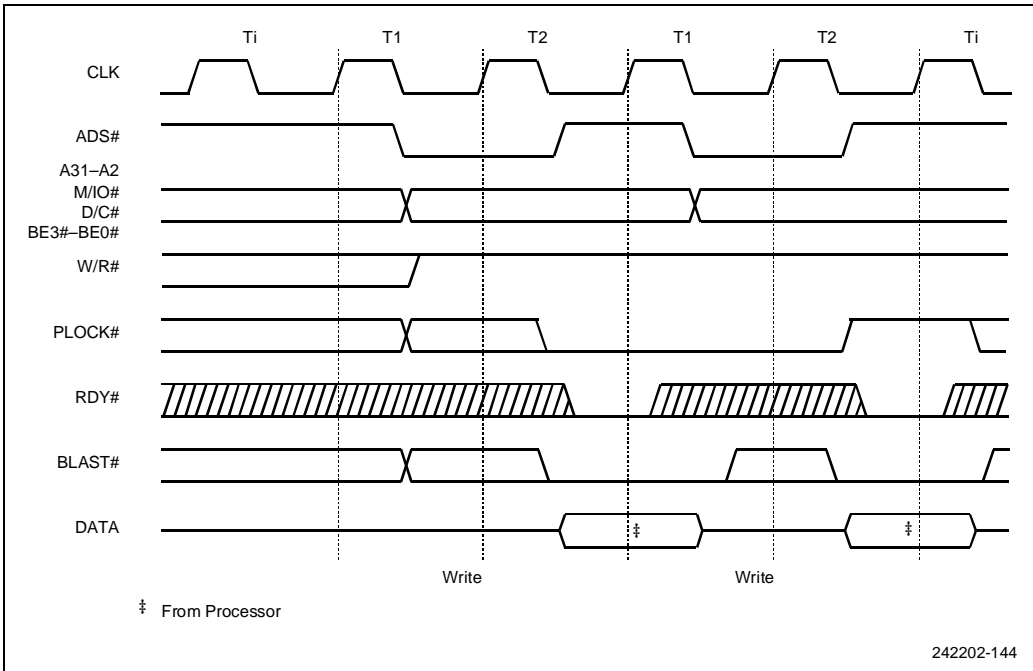 Ti T1 T2 T1 T2 Ti
CLK
ADS#
A31–A2
M/IO#
D/C#
BE3#–BE0#
W/R#
PLOCK#
RDY#
BLAST#
DATA ‡ ‡
Write Write
‡ From Processor
242202-144